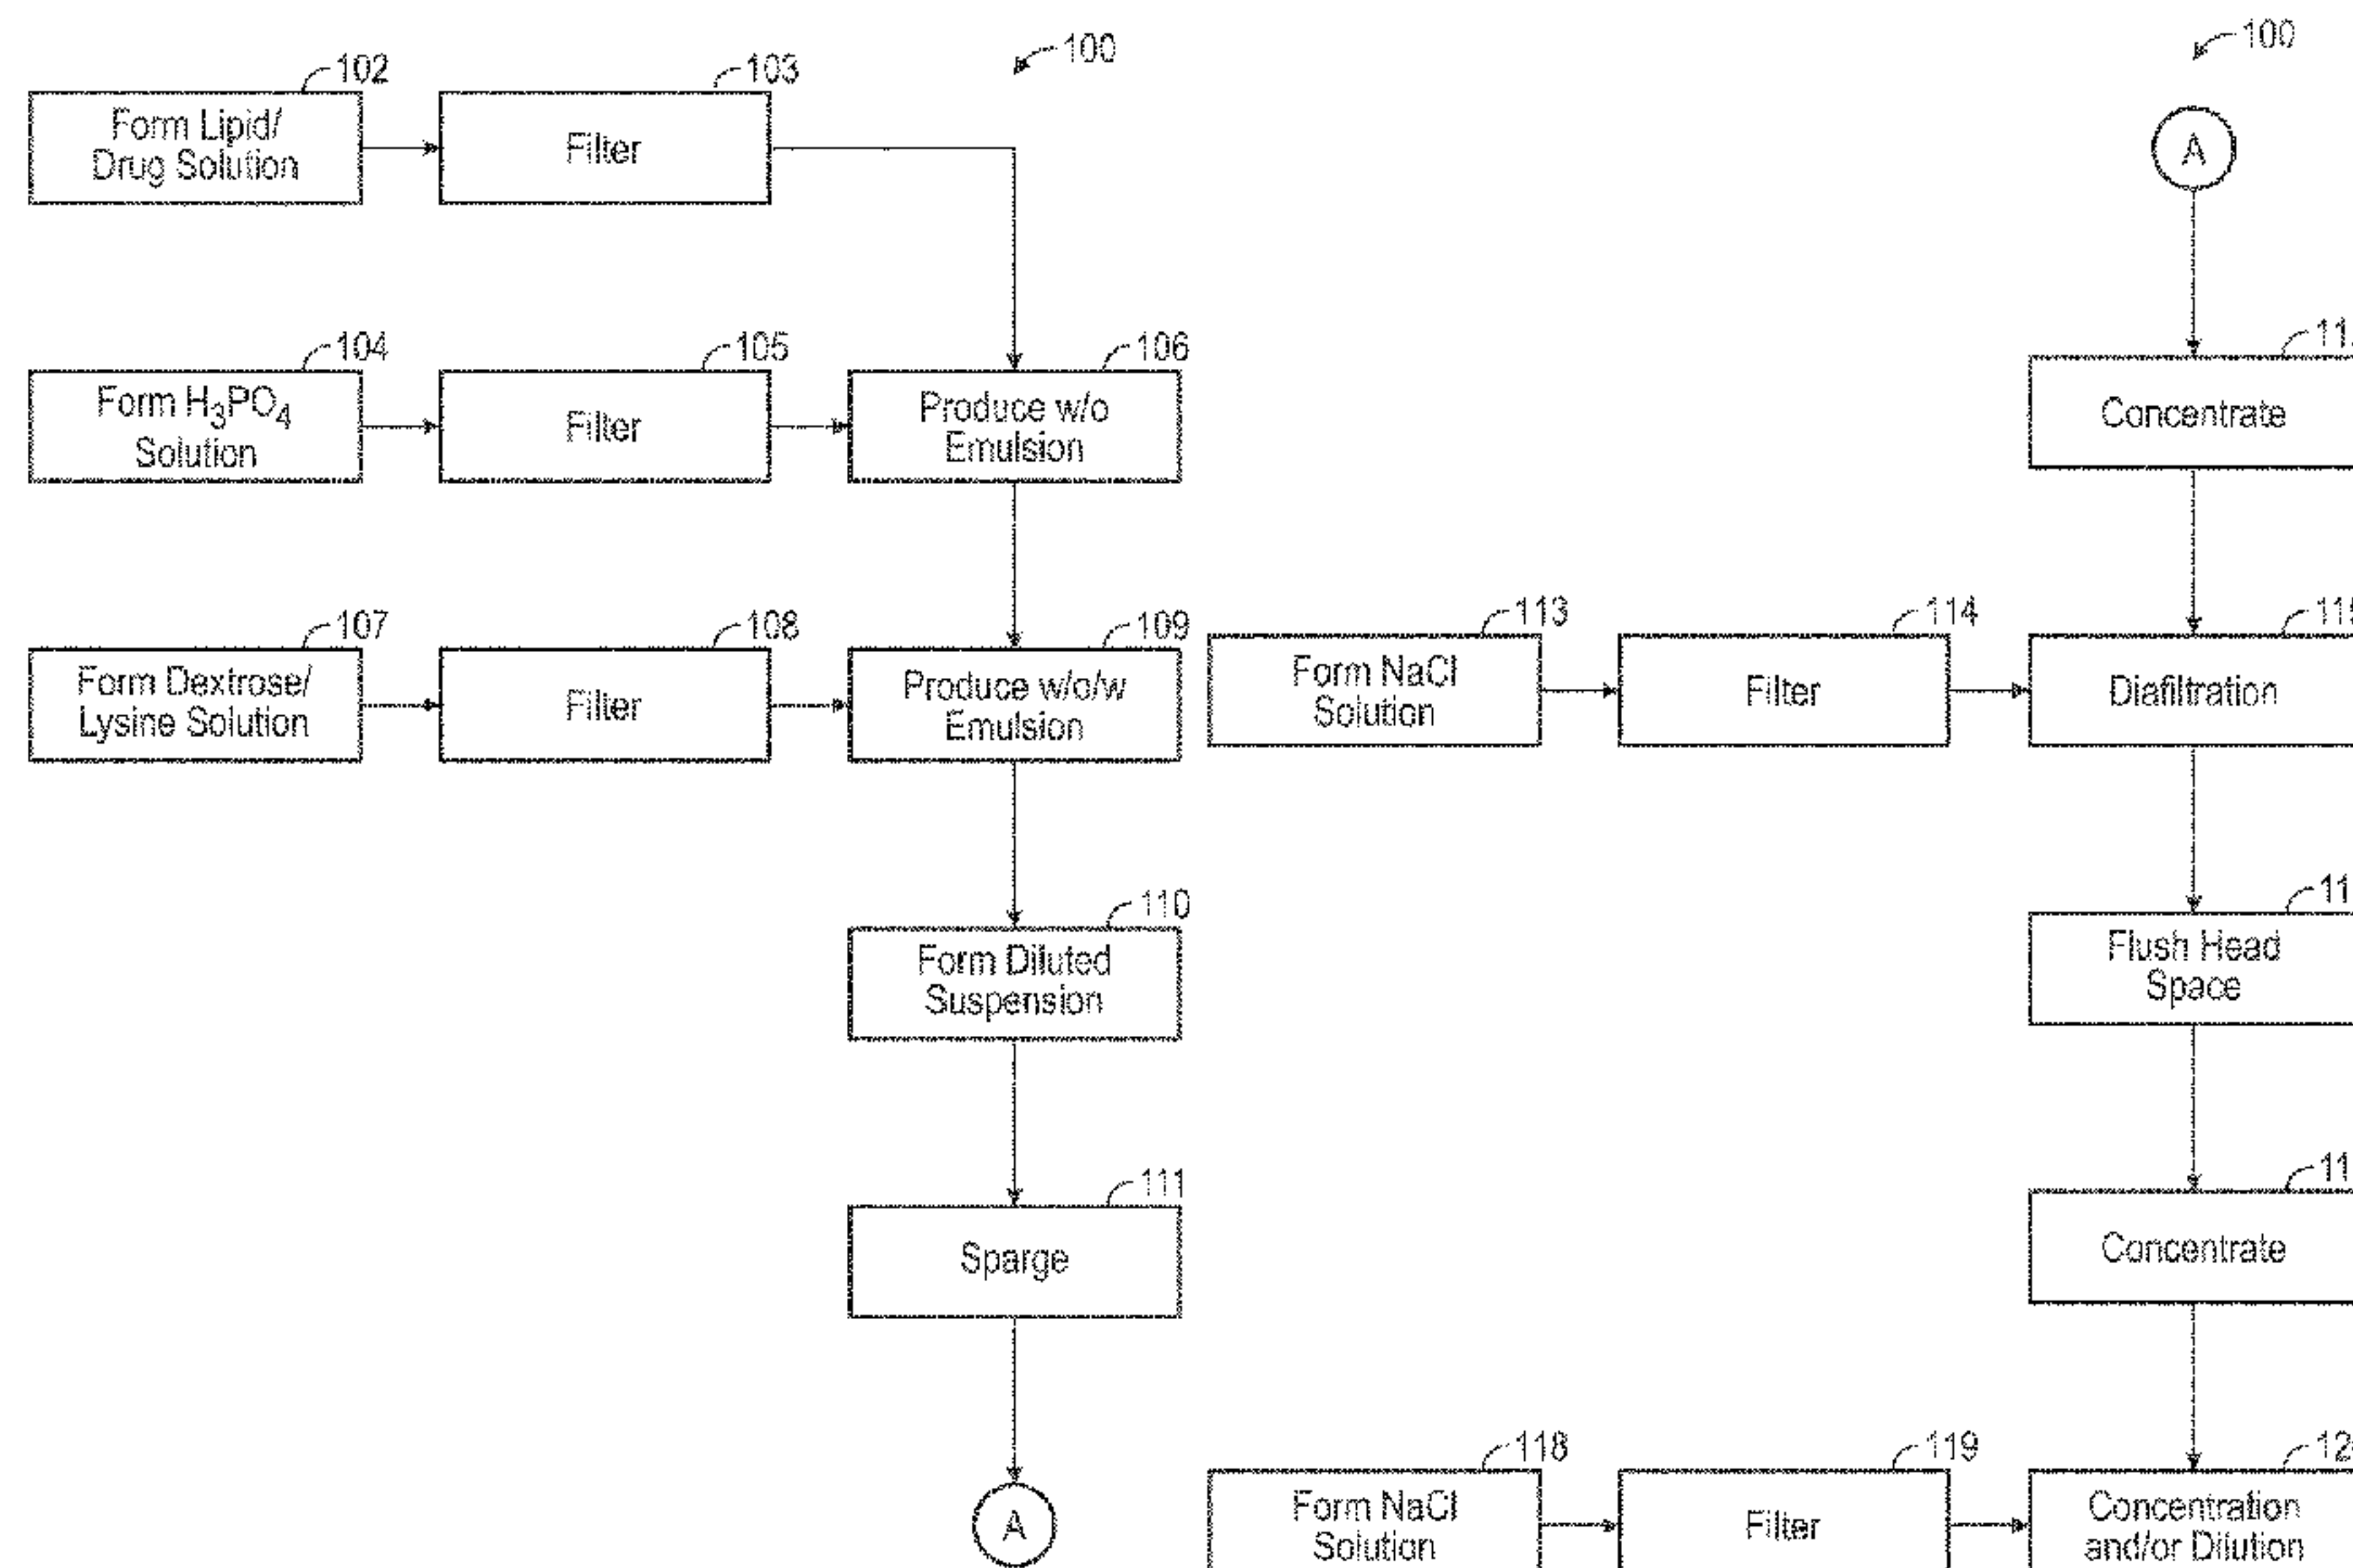 100
102
103
Form Lipid/
Drug Solution
Filter
104
105
106
Form H₃PO₄
Solution
Filter
Produce w/o
Emulsion
107
108
109
Form Dextrose/
Lysine Solution
Filter
Produce w/o/w
Emulsion
110
Form Diluted
Suspension
111
Sparge
A
100
A
Concentrate
113
114
Form NaCl
Solution
Filter
Diafiltration
Flush Head
Space
Concentrate
118
119
Form NaCl
Solution
Filter
Concentration
and/or Dilution